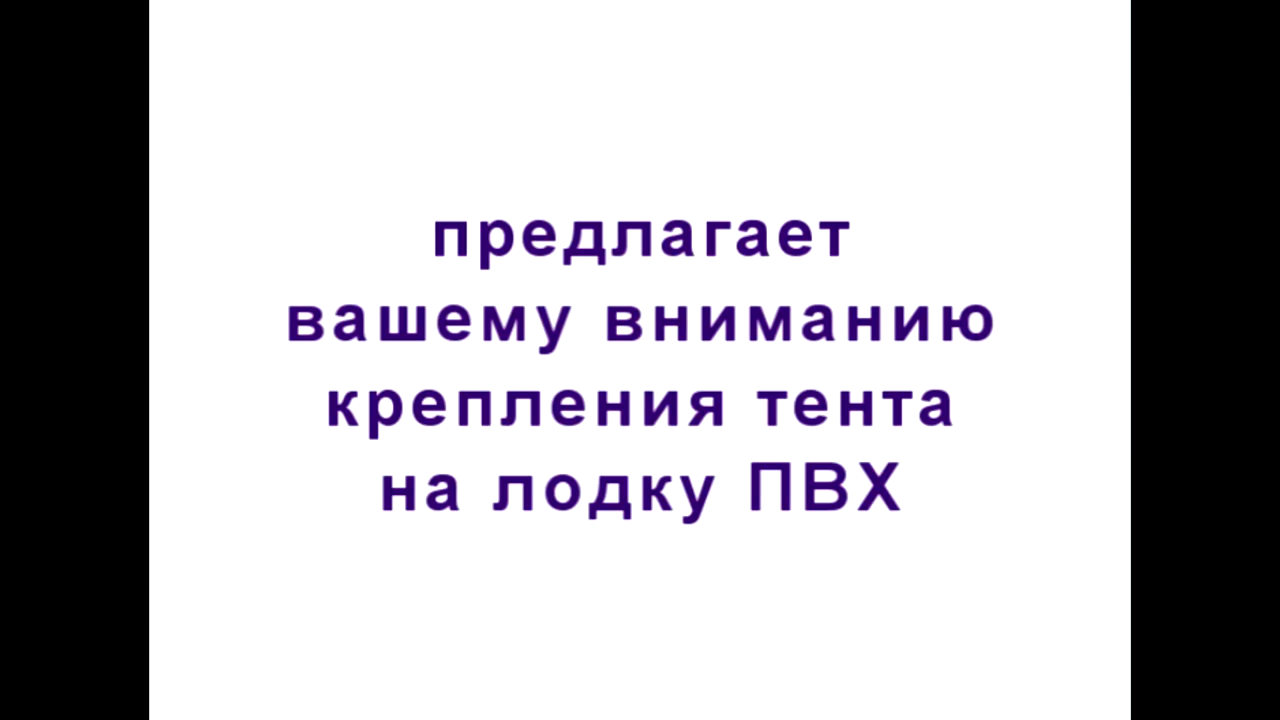 предлагает
вашему вниманию
крепления тента
на лодку ПВХ